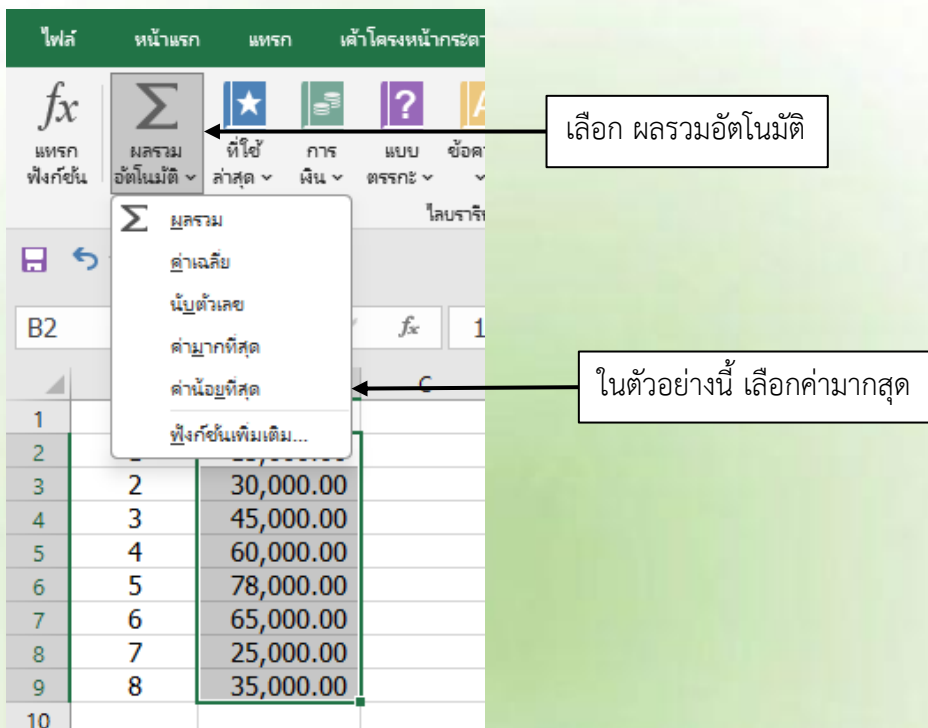 ไฟล์ หน้าแรก แทรก เค้าโครงหน้ากระดา
fx
แทรก ผลรวม ที่ใช้ การ แบบ
ฟังก์ชัน อัตโนมัติ ล่าสุด เงิน ตรรกะ
เลือก ผลรวมอัตโนมัติ
Σ ผลรวม
ค่าเฉลี่ย
นับตัวเลข
ค่ามากที่สุด
ค่าน้อยที่สุด
ฟังก์ชันเพิ่มเติม...
B2 fx 1
ในตัวอย่างนี้ เลือกค่ามากสุด
C
1
2
3 2 30,000.00
4 3 45,000.00
5 4 60,000.00
6 5 78,000.00
7 6 65,000.00
8 7 25,000.00
9 8 35,000.00
10